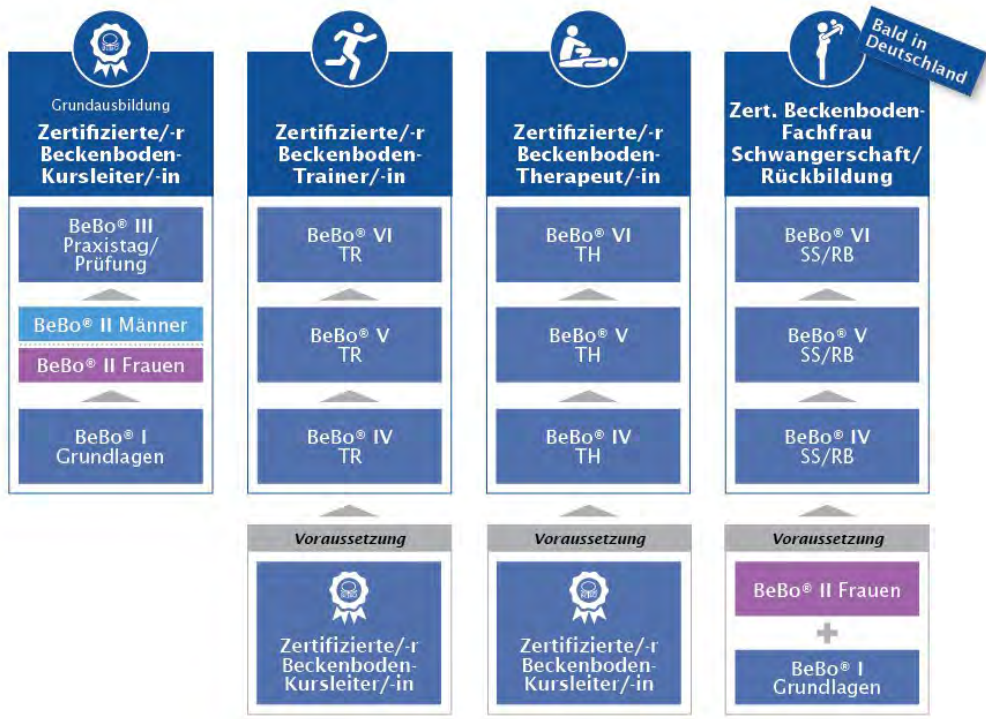 Grundausbildung
Zertifizierte/-r
Beckenboden-
Kursleiter/-in
BeBo® III
Praxistag/
Prüfung
BeBo® II Männer
BeBo® II Frauen
BeBo® I
Grundlagen
Zertifizierte/-r
Beckenboden-
Trainer/-in
BeBo® VI
TR
BeBo® V
TR
BeBo® IV
TR
Voraussetzung
Zertifizierte/-r
Beckenboden-
Kursleiter/-in
Zertifizierte/-r
Beckenboden-
Therapeut/-in
BeBo® VI
TH
BeBo® V
TH
BeBo® IV
TH
Voraussetzung
Zertifizierte/-r
Beckenboden-
Kursleiter/-in
Bald in
Deutschland
Zert. Beckenboden-
Fachfrau
Schwangerschaft/
Rückbildung
BeBo® VI
SS/RB
BeBo® V
SS/RB
BeBo® IV
SS/RB
Voraussetzung
BeBo® II Frauen
+
BeBo® I
Grundlagen